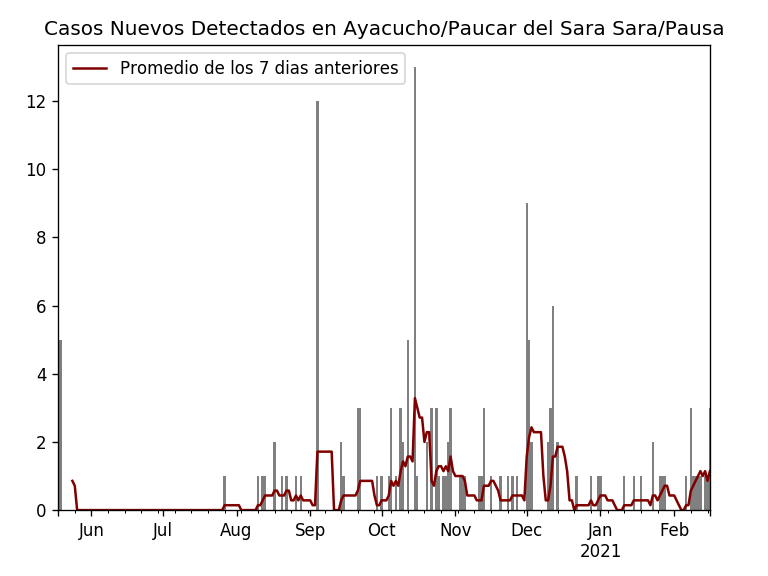 Casos Nuevos Detectados en Ayacucho/Paucar del Sara Sara/Pausa
Promedio de los 7 dias anteriores
12
10
8
6
4
2
0
Jun Jul Aug Sep Oct Nov Dec Jan Feb
2021